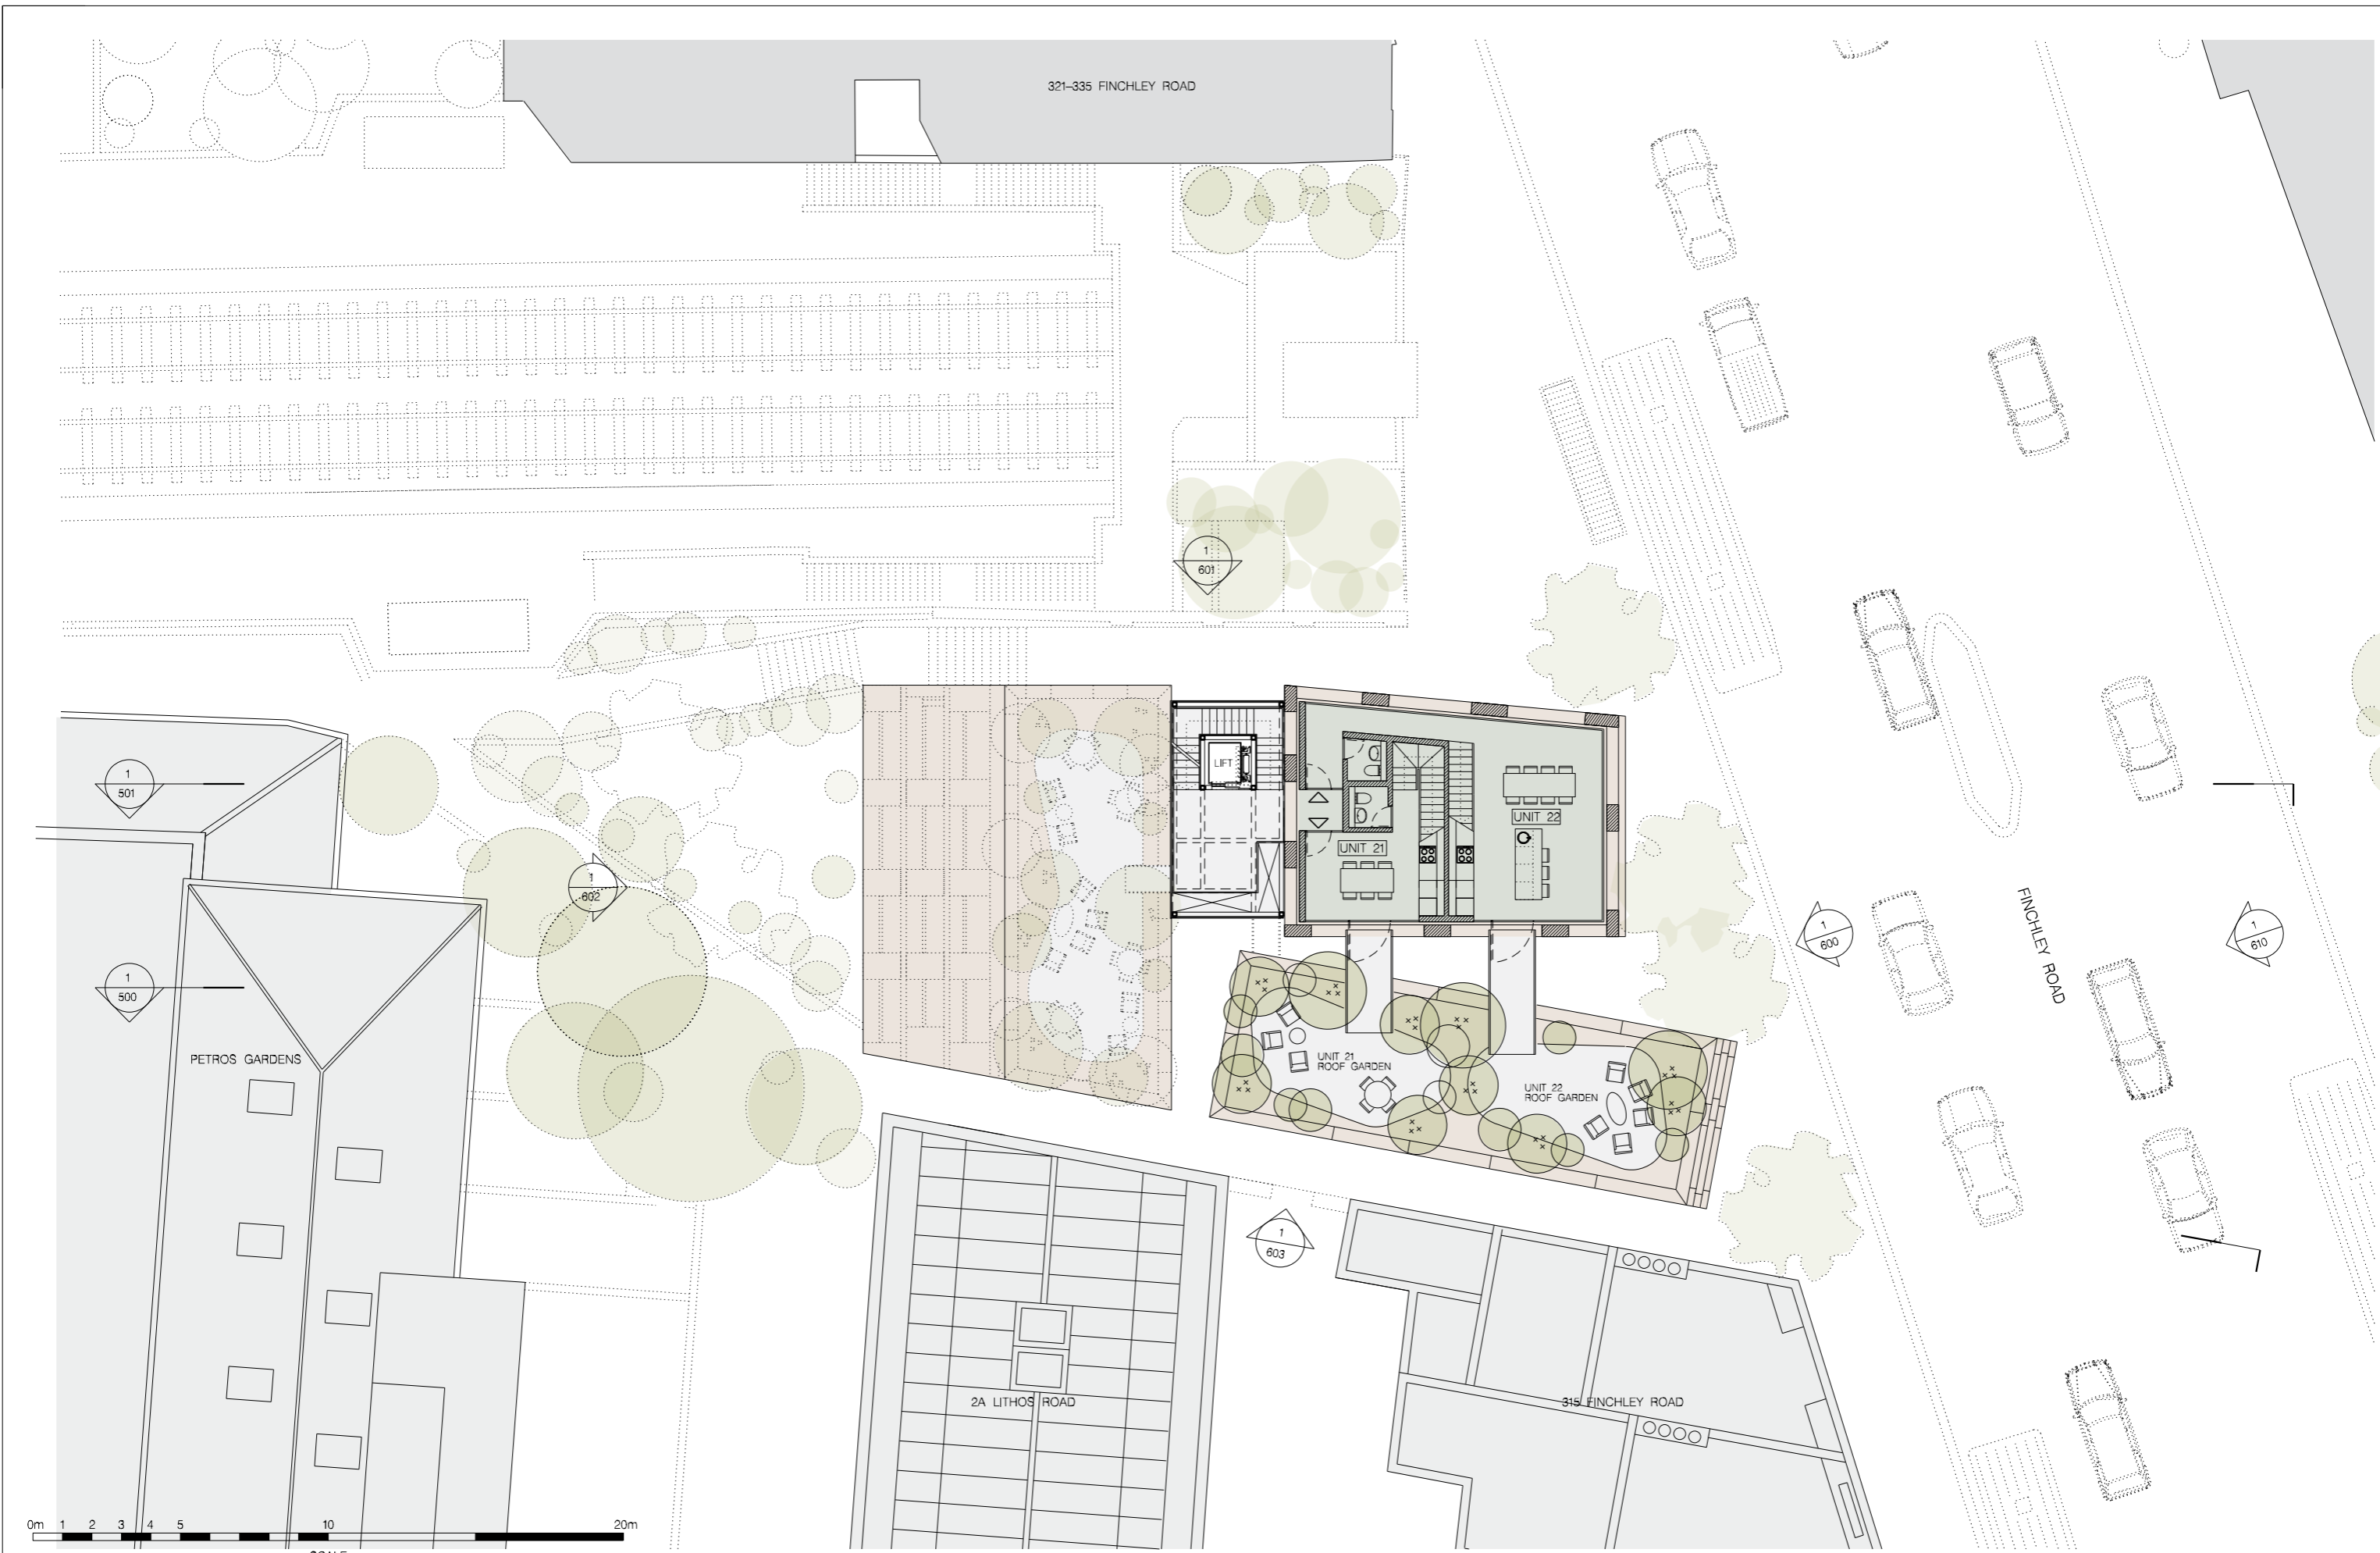 321–335 FINCHLEY ROAD
1
601
1
501
LIFT
UNIT 22
UNIT 21
1
602
FINCHLEY ROAD
1
600
1
610
1
500
PETROS GARDENS
UNIT 21
ROOF GARDEN
UNIT 22
ROOF GARDEN
1
603
2A LITHOS ROAD
315 FINCHLEY ROAD
0m 1 2 3 4 5 10 20m